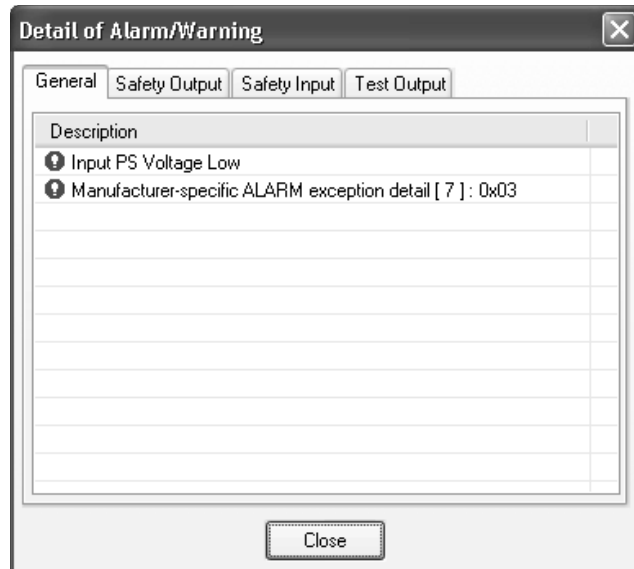 Detail of Alarm/Warning
General Safety Output Safety Input Test Output
Description
Input PS Voltage Low
Manufacturer-specific ALARM exception detail [ 7 ] : 0x03
Close